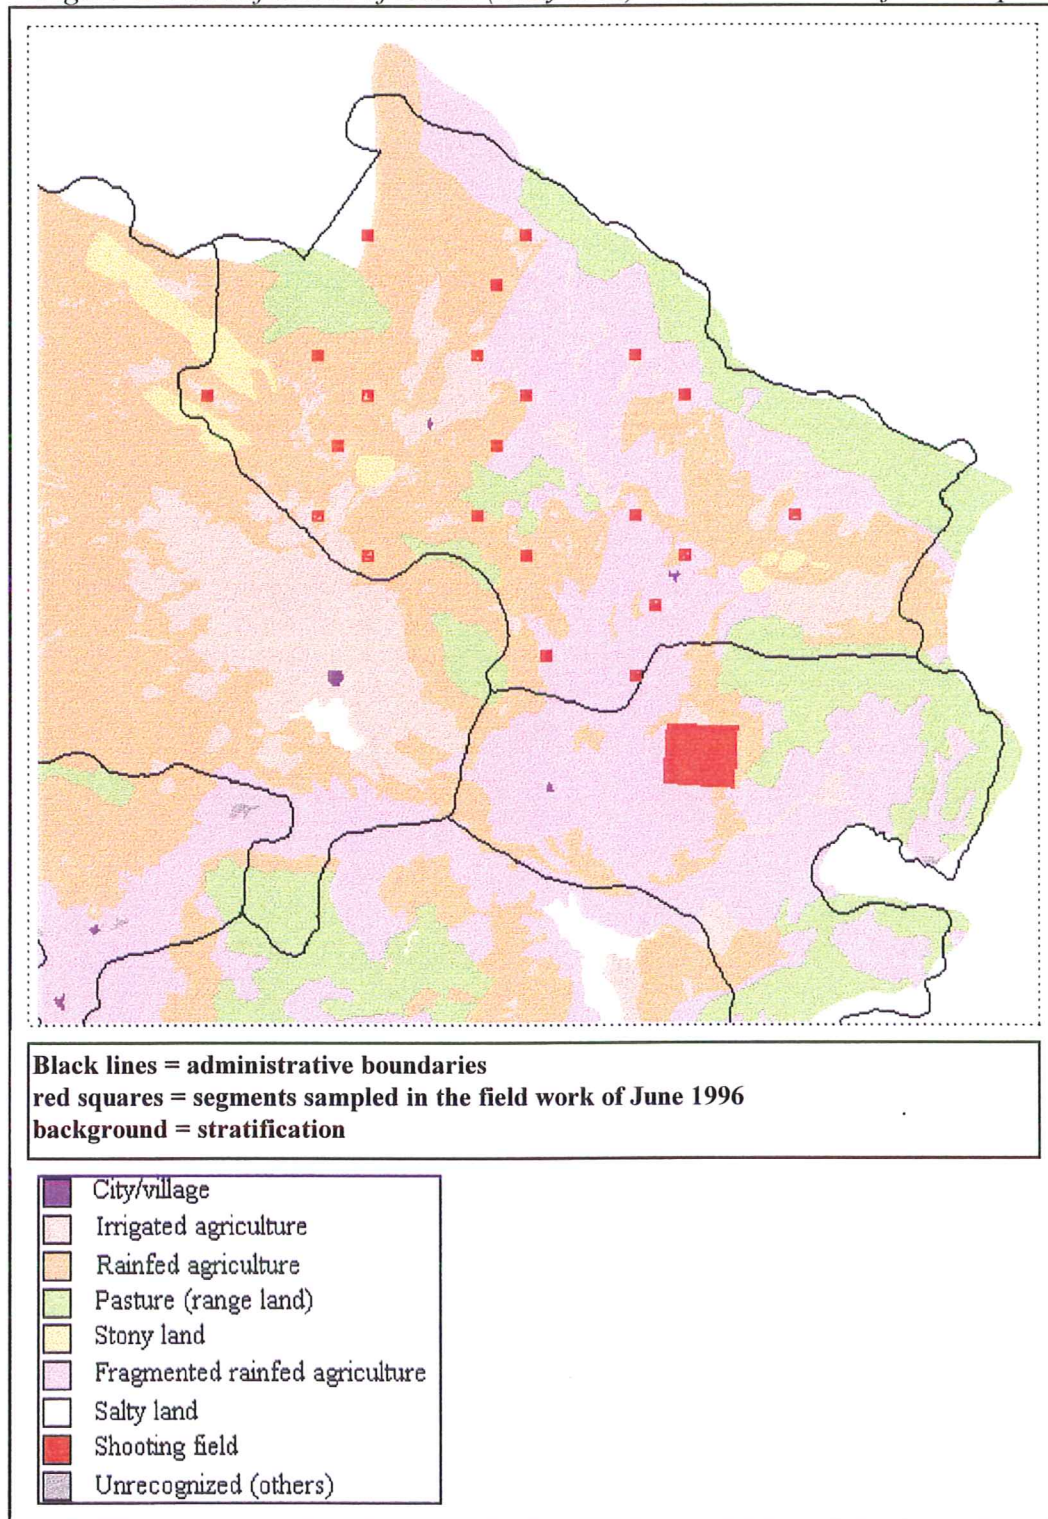 Black lines = administrative boundaries
red squares = segments sampled in the field work of June 1996
background = stratification
City/village
Irrigated agriculture
Rainfed agriculture
Pasture (range land)
Stony land
Fragmented rainfed agriculture
Salty land
Shooting field
Unrecognized (others)